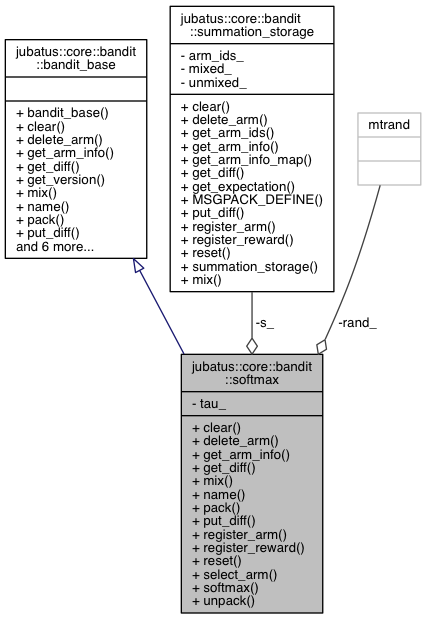 jubatus::core::bandit
::bandit_base
+ bandit_base()
+ clear()
+ delete_arm()
+ get_arm_info()
+ get_diff()
+ get_version()
+ mix()
+ name()
+ pack()
+ put_diff()
and 6 more...
jubatus::core::bandit
::summation_storage
- arm_ids_
- mixed_
- unmixed_
+ clear()
+ delete_arm()
+ get_arm_ids()
+ get_arm_info()
+ get_arm_info_map()
+ get_diff()
+ get_expectation()
+ MSGPACK_DEFINE()
+ put_diff()
+ register_arm()
+ register_reward()
+ reset()
+ summation_storage()
+ mix()
mtrand
-s_
-rand_
jubatus::core::bandit
::softmax
- tau_
+ clear()
+ delete_arm()
+ get_arm_info()
+ get_diff()
+ mix()
+ name()
+ pack()
+ put_diff()
+ register_arm()
+ register_reward()
+ reset()
+ select_arm()
+ softmax()
+ unpack()